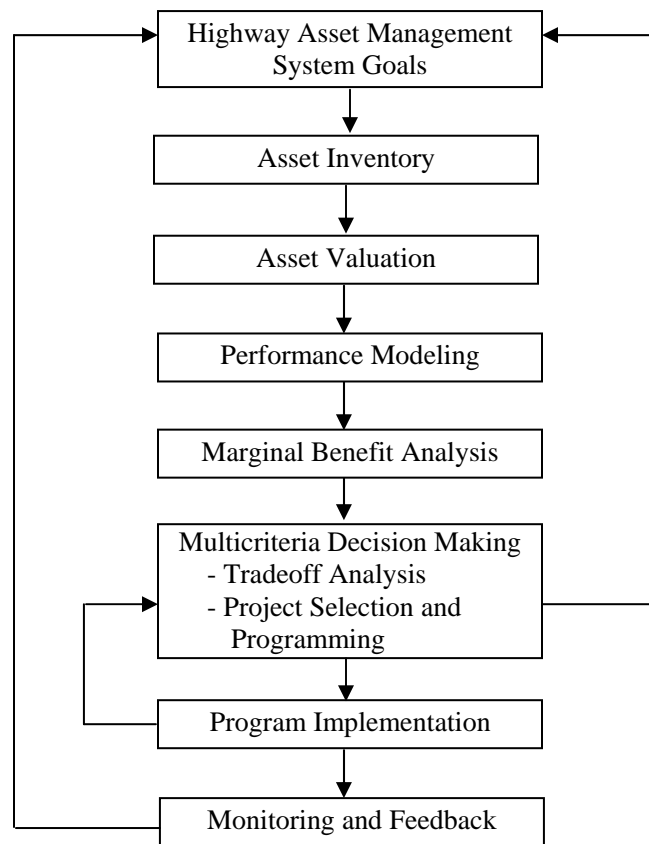 Highway Asset Management
System Goals
Asset Inventory
Asset Valuation
Performance Modeling
Marginal Benefit Analysis
Multicriteria Decision Making
- Tradeoff Analysis
- Project Selection and
Programming
Program Implementation
Monitoring and Feedback